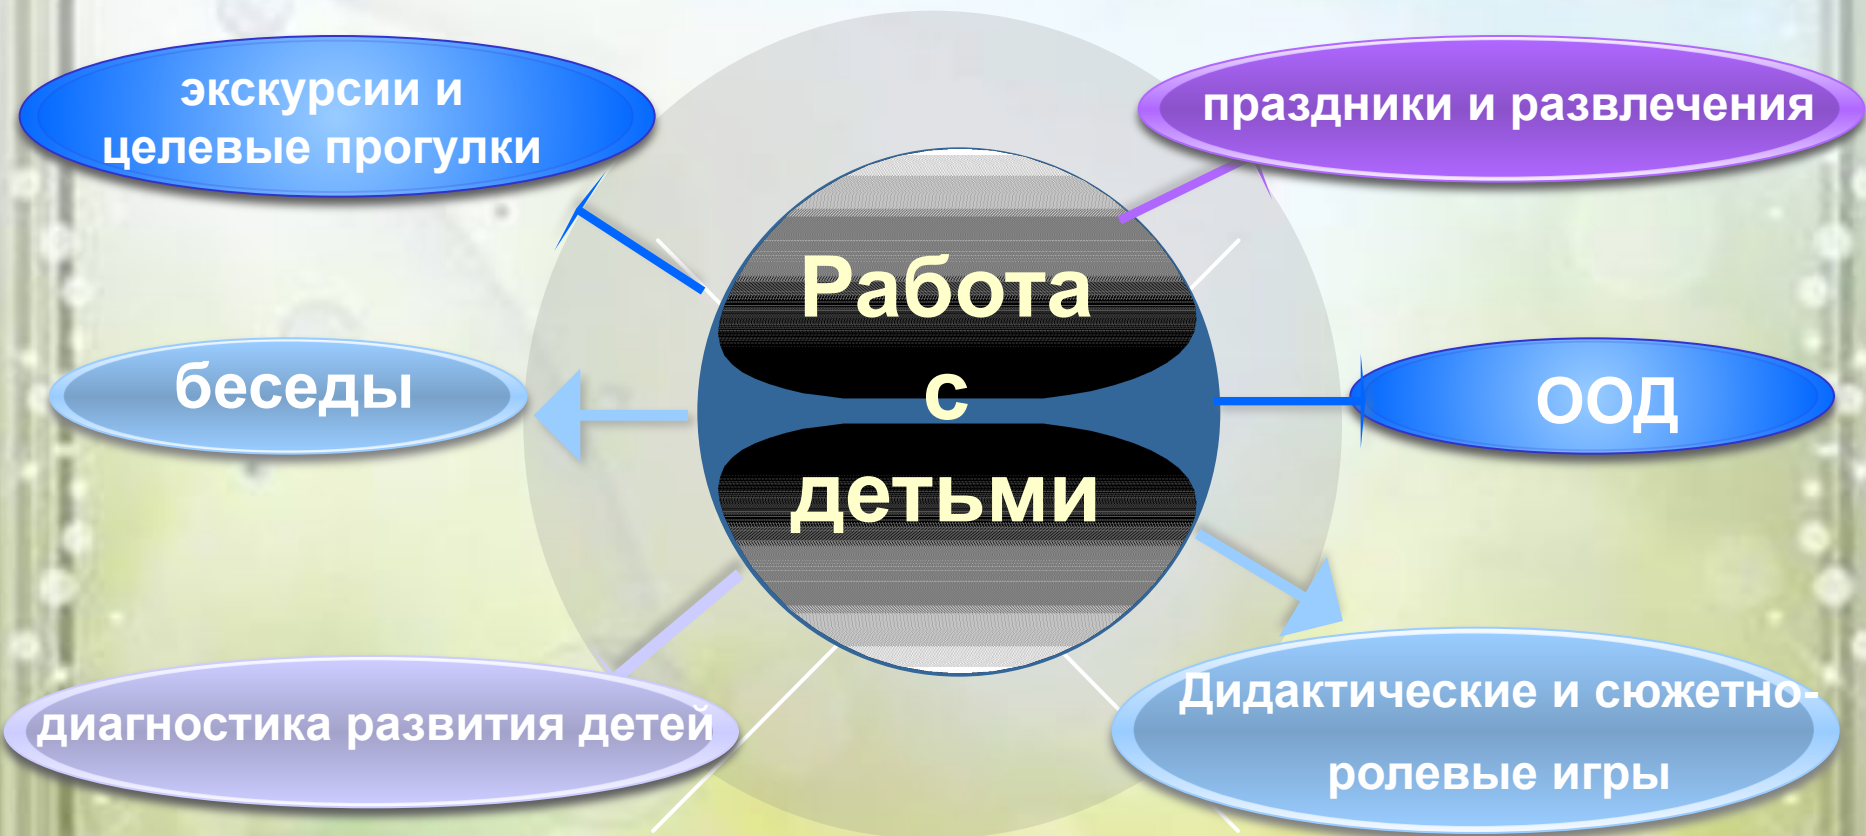 экскурсии и
целевые прогулки
праздники и развлечения
Работа
с
детьми
беседы
ООД
диагностика развития детей
Дидактические и сюжетно-
ролевые игры